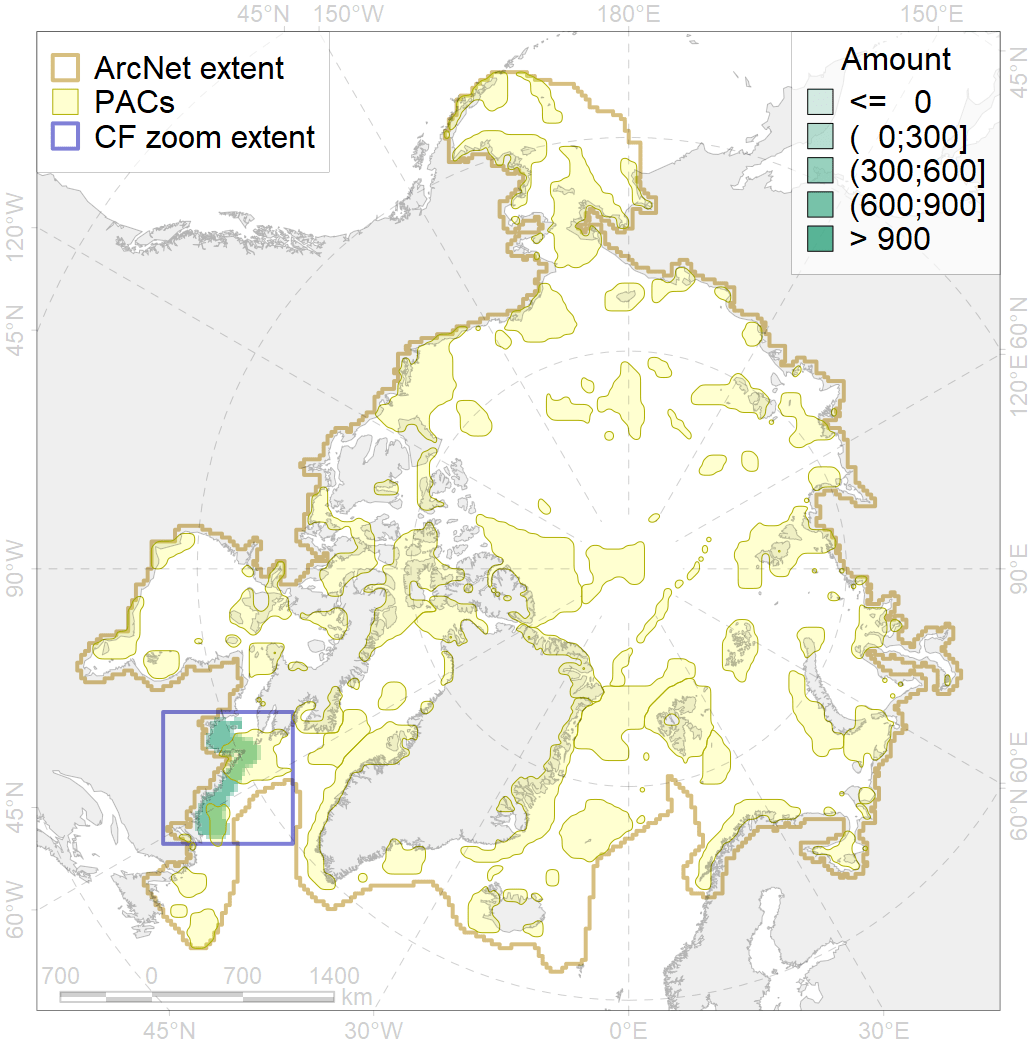 45°N 150°W 180°E 150°E
ArcNet extent
PACs
CF zoom extent
Amount
<= 0
( 0;300]
(300;600]
(600;900]
> 900
45°N
120°W
60°N
45°N
120°E
90°W
90°E
45°N
60°E
60°N
60°W
700 0 700 1400
km
45°N 30°W 0°E 30°E